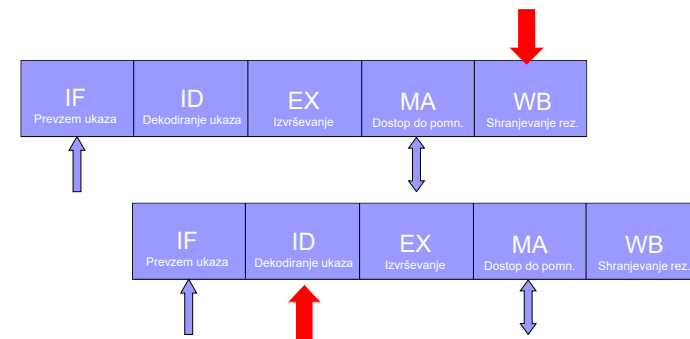 IF ID EX MA WB
Prevzem ukaza Dekodiranje ukaza Izvrševanje Dostop do pomn. Shranjevanje rez.
IF ID EX MA WB
Prevzem ukaza Dekodiranje ukaza Izvrševanje Dostop do pomn. Shranjevanje rez.